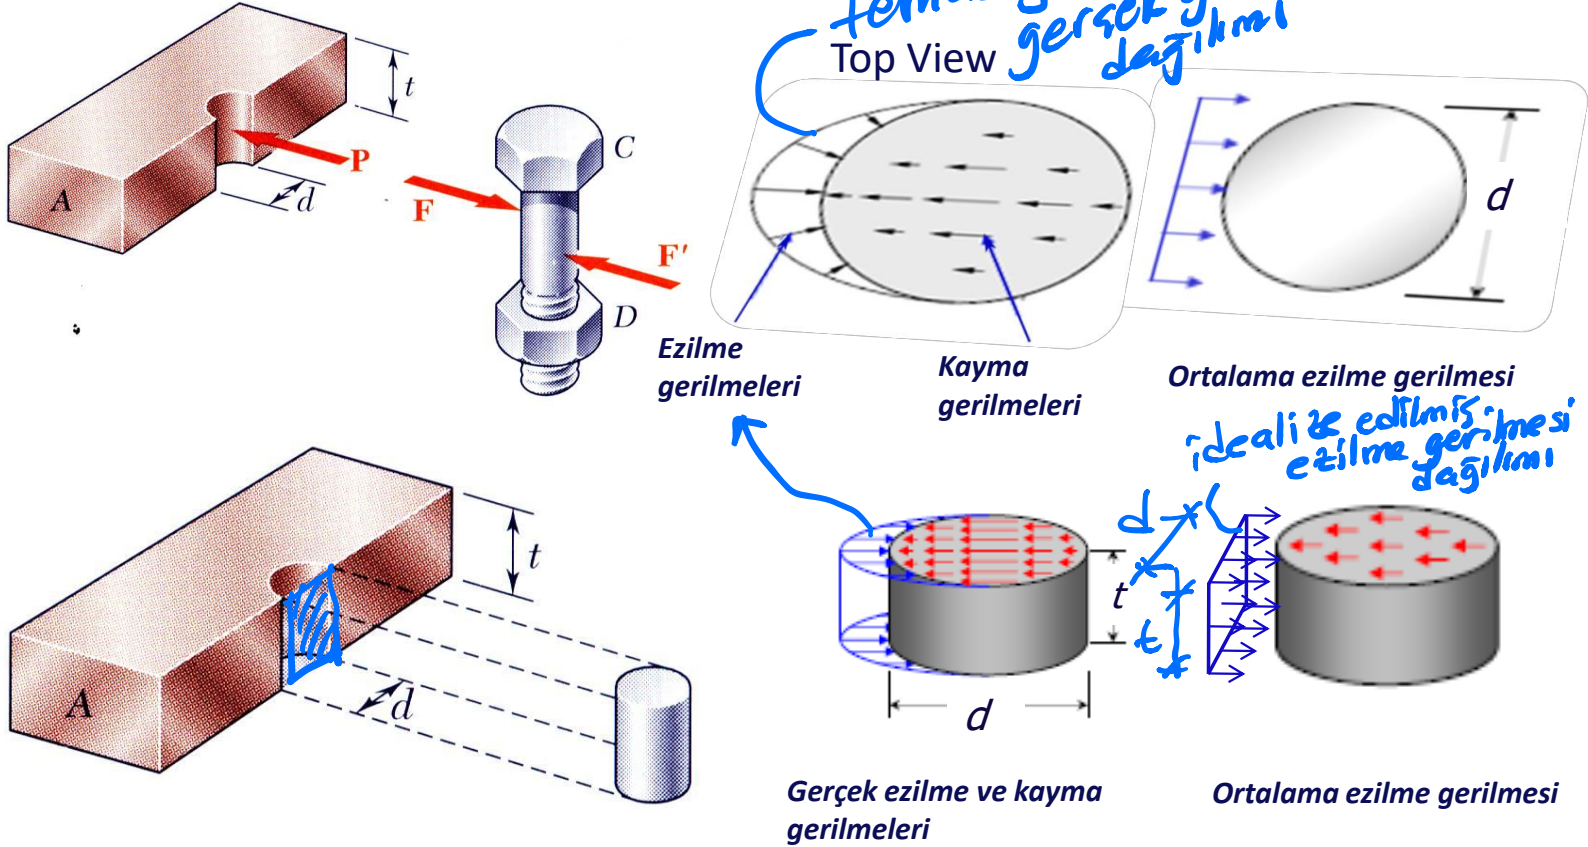 gerçek
dağılımı
Top View
t
P
d
A
F
C
F'
D
d
Ezilme
gerilmeleri
Kayma
gerilmeleri
Ortalama ezilme gerilmesi
idealize edilmiş
ezilme gerilmesi
dağılımı
t
A
d
d
t
t
d
Gerçek ezilme ve kayma
gerilmeleri
Ortalama ezilme gerilmesi